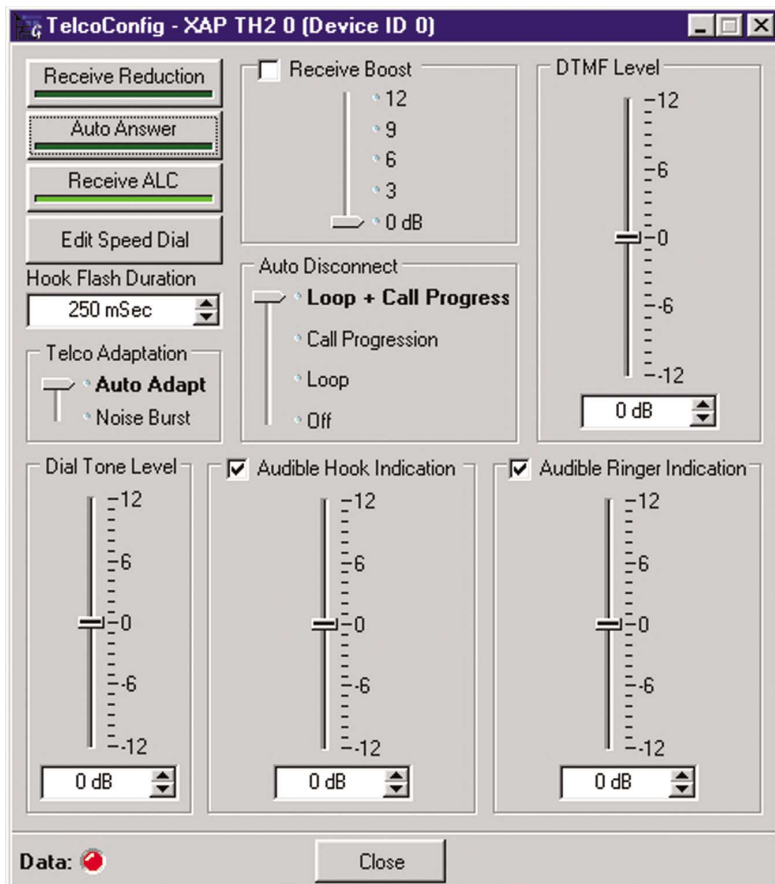 TelcoConfig - XAP TH2 0 (Device ID 0)
Receive Reduction
Auto Answer
Receive ALC
Edit Speed Dial
Hook Flash Duration
250 mSec
Telco Adaptation
Auto Adapt
Noise Burst
Receive Boost
12
9
6
3
0 dB
Auto Disconnect
Loop + Call Progress
Call Progression
Loop
Off
DTMF Level
12
6
0
-6
-12
0 dB
Dial Tone Level
12
6
0
-6
-12
0 dB
Audible Hook Indication
12
6
0
-6
-12
0 dB
Audible Ringer Indication
12
6
0
-6
-12
0 dB
Data:
Close